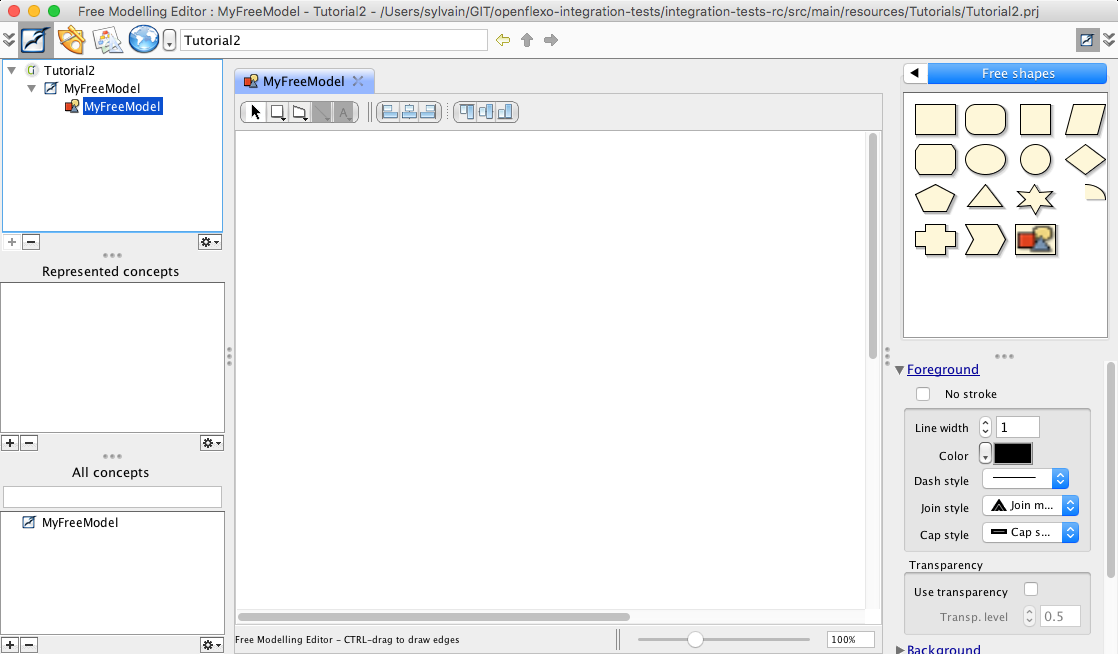 Free Modelling Editor : MyFreeModel - Tutorial2 - /Users/sylvain/GIT/openflexo-integration-tests/integration-tests-rc/src/main/resources/Tutorials/Tutorial2.prj
Tutorial2
Tutorial2
MyFreeModel
MyFreeModel
Represented concepts
All concepts
MyFreeModel
MyFreeModel
A
Free Modelling Editor - CTRL-drag to draw edges
100%
Free shapes
Foreground
No stroke
Line width 1
Color
Dash style
Join style Join m...
Cap style Cap s...
Transparency
Use transparency
Transp. level 0.5
Background